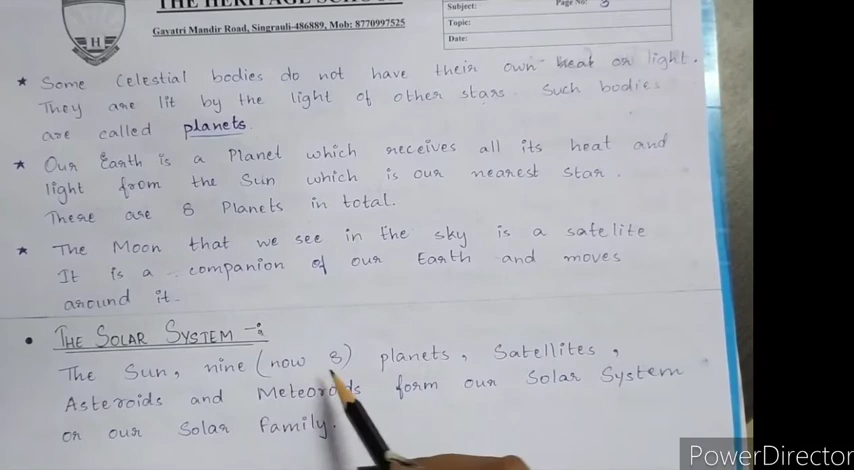 THE HERITAGE SCHOOL
Gayatri Mandir Road, Singrauli-486889, Mob: 8770997525
Subject:
Page No: 3
Topic:
Date:
H
* Some Celestial bodies do not have their own heat or light.
They are lit by the light of other stars. Such bodies
are called planets.
* Our Earth is a Planet which receives all its heat and
light from the Sun which is our nearest star.
There are 8 Planets in total.
* The Moon that we see in the sky is a satelite
It is a companion of our Earth and moves
around it.
• THE SOLAR SYSTEM :-
The Sun, nine (now 8) planets, Satellites,
Asteroids and Meteoroids form our Solar System
or our Solar family.
PowerDirector